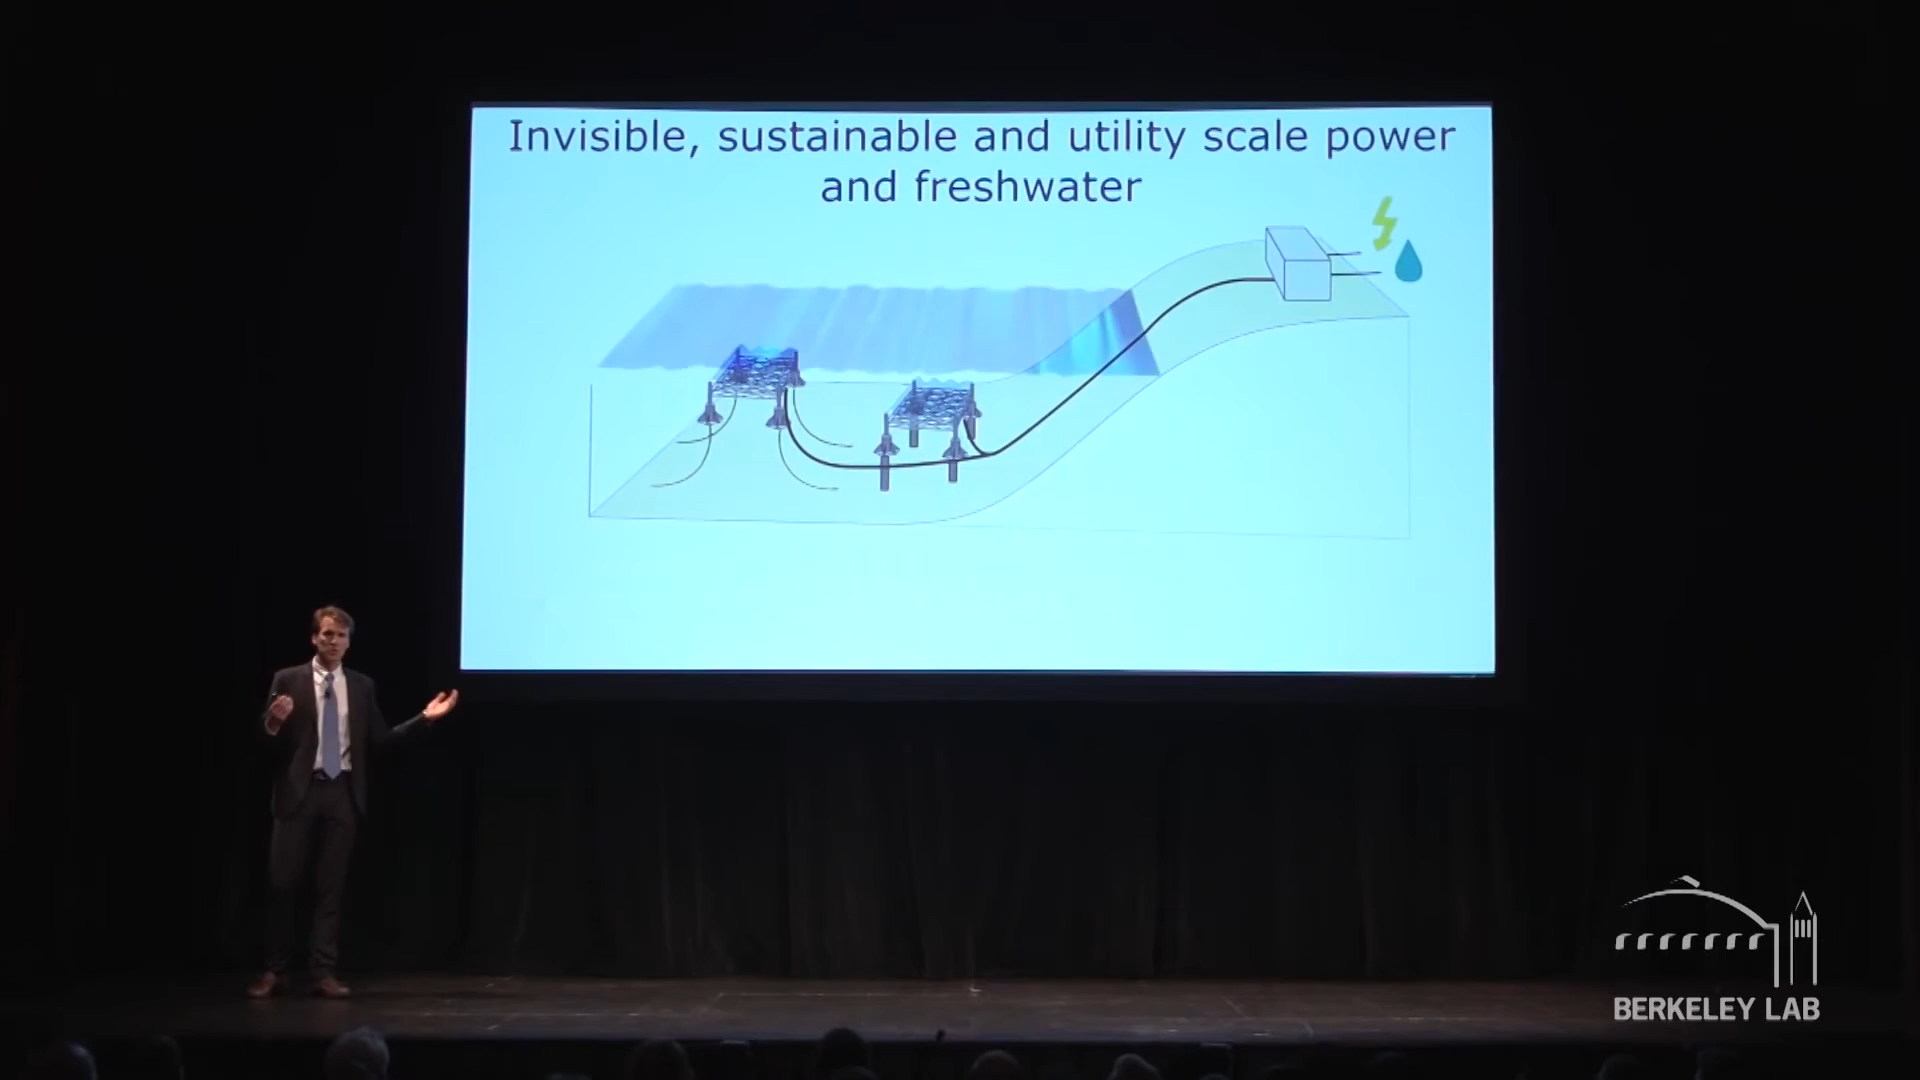 Invisible, sustainable and utility scale power
and freshwater
BERKELEY LAB